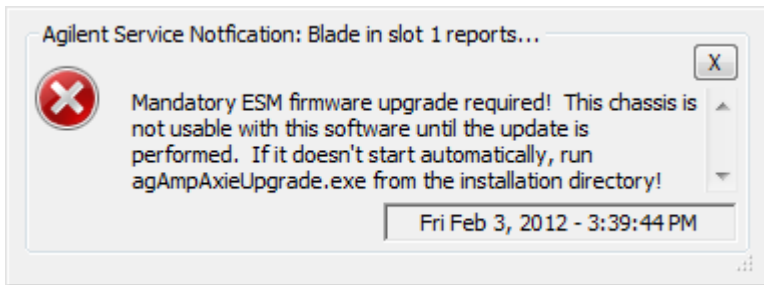 Agilent Service Notfication: Blade in slot 1 reports...
X
Mandatory ESM firmware upgrade required!  This chassis is
not usable with this software until the update is
performed.  If it doesn't start automatically, run
agAmpAxieUpgrade.exe from the installation directory!
Fri Feb 3, 2012 - 3:39:44 PM